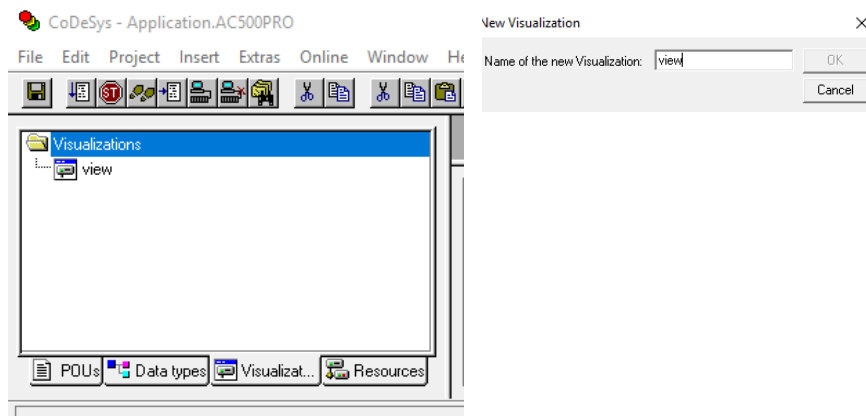 CoDeSys - Application.AC500PRO
File Edit Project Insert Extras Online Window He
ST
Visualizations
view
POUs Data types Visualizat... Resources
New Visualization
Name of the new Visualization: view OK
Cancel